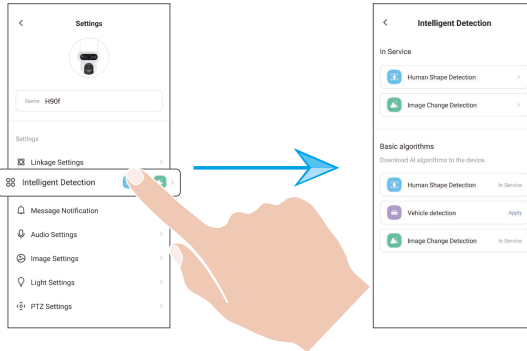 Settings
Name H90f
Settings
Linkage Settings
Intelligent Detection
Message Notification
Audio Settings
Image Settings
Light Settings
PTZ Settings
Intelligent Detection
In Service
Human Shape Detection
Image Change Detection
Basic algorithms
Download AI algorithms to the device.
Human Shape Detection In Service
Vehicle detection Apply
Image Change Detection In Service